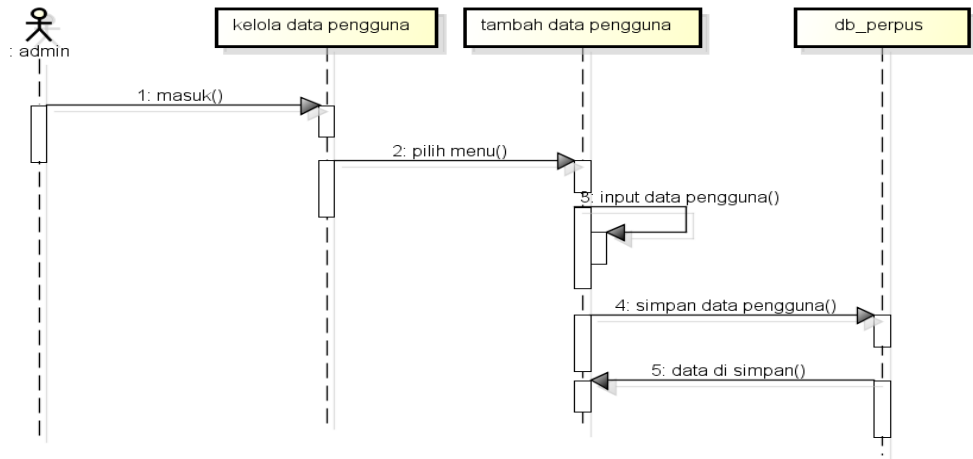 kelola data pengguna
tambah data pengguna
db_perpus
: admin
1: masuk()
2: pilih menu()
3: input data pengguna()
4: simpan data pengguna()
5: data di simpan()